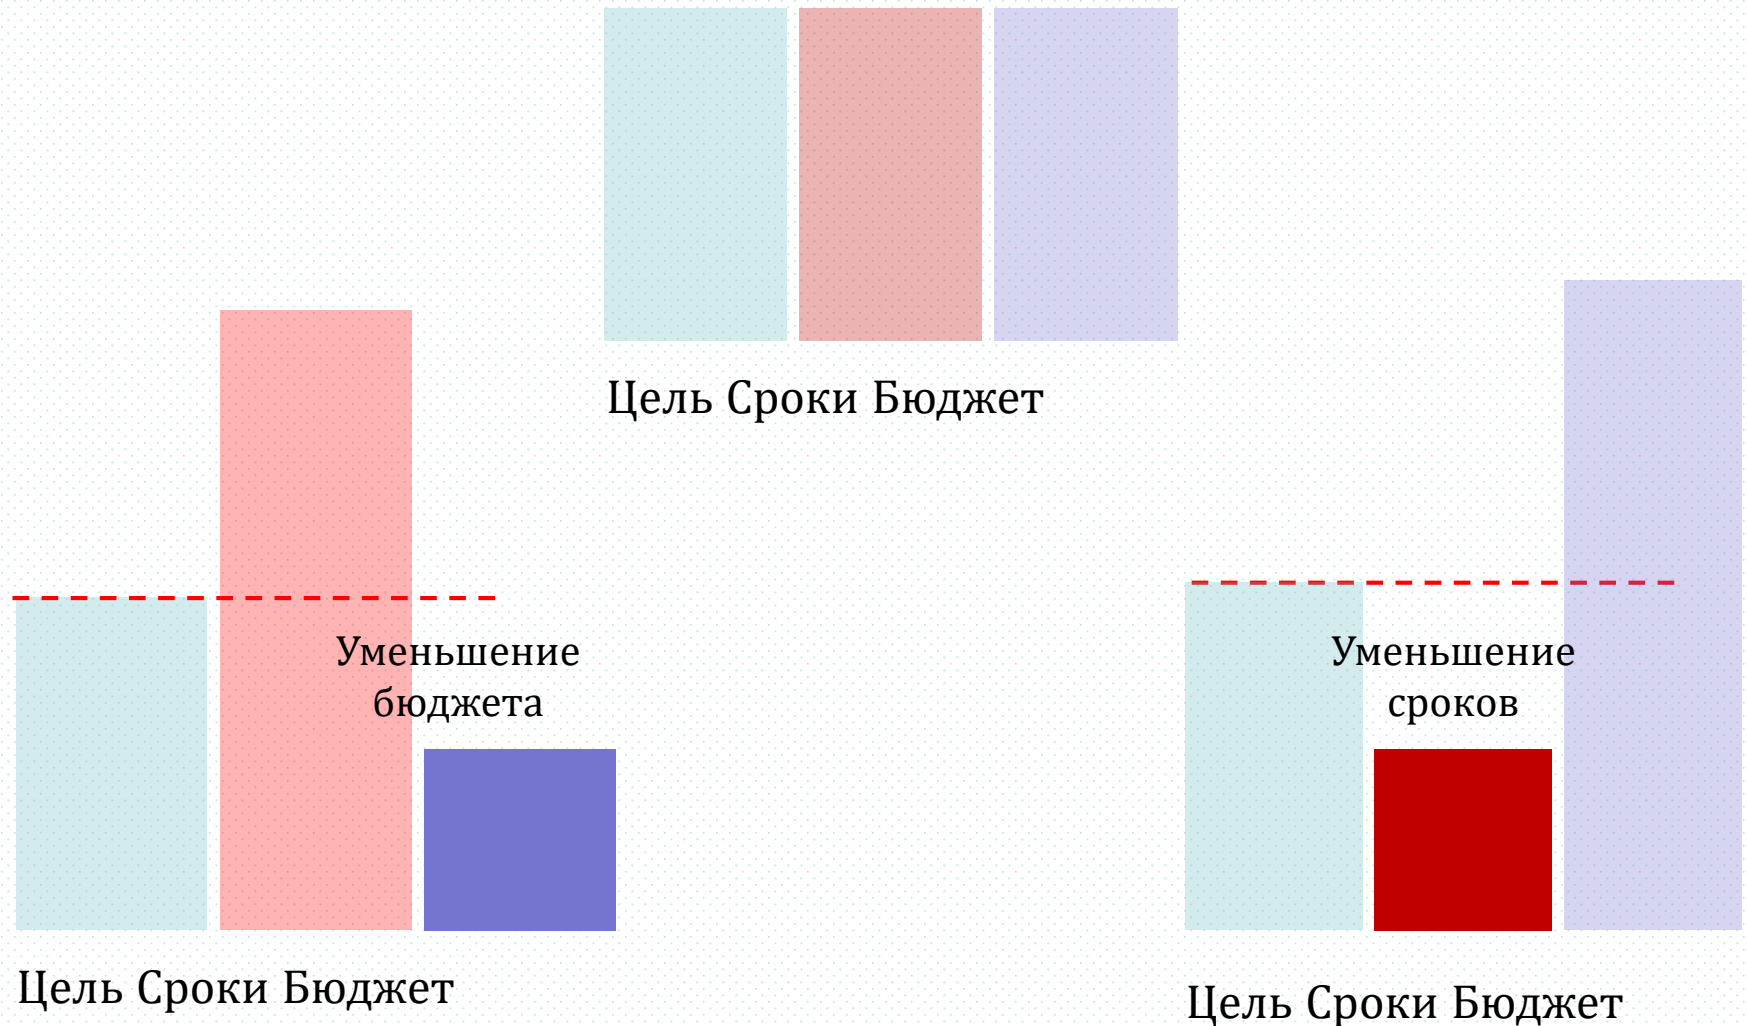 Цель Сроки Бюджет
Уменьшение
бюджета
Цель Сроки Бюджет
Уменьшение
сроков
Цель Сроки Бюджет